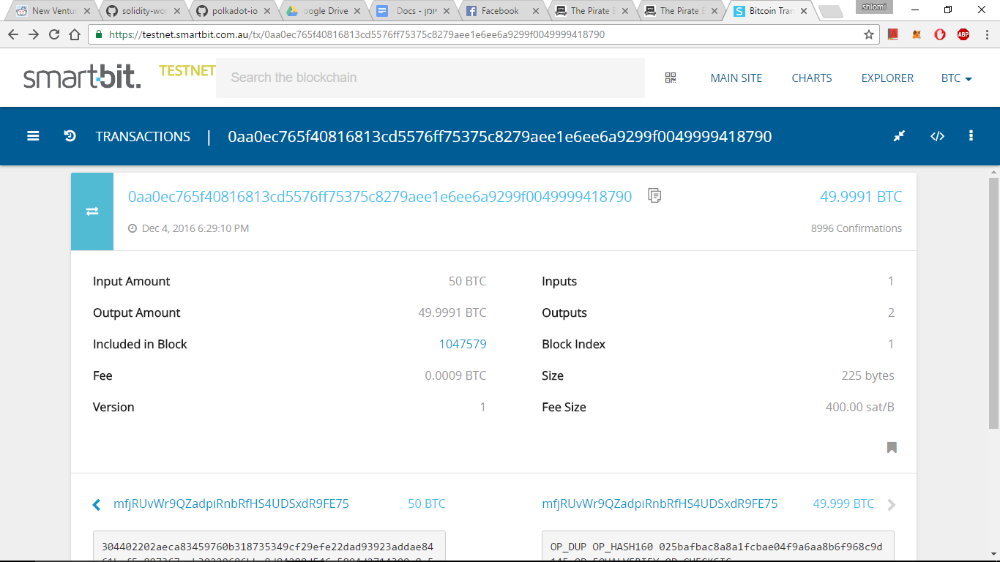 New Ventur
solidity-woo
polkadot-io
oogle Drive
Docs - יומן
Facebook
The Pirate B
The Pirate B
Bitcoin Tran
shlomi
https://testnet.smartbit.com.au/tx/0aa0ec765f40816813cd5576ff75375c8279aee1e6ee6a9299f0049999418790
ABP
smartbit.
TESTNET
Search the blockchain
MAIN SITE
CHARTS
EXPLORER
BTC
TRANSACTIONS | 0aa0ec765f40816813cd5576ff75375c8279aee1e6ee6a9299f0049999418790
0aa0ec765f40816813cd5576ff75375c8279aee1e6ee6a9299f0049999418790
49.9991 BTC
Dec 4, 2016 6:29:10 PM
8996 Confirmations
Input Amount 50 BTC
Inputs 1
Output Amount 49.9991 BTC
Outputs 2
Included in Block 1047579
Block Index 1
Fee 0.0009 BTC
Size 225 bytes
Version 1
Fee Size 400.00 sat/B
mfjRUvWr9QZadpiRnbRfHS4UDSxdR9FE75 50 BTC
mfjRUvWr9QZadpiRnbRfHS4UDSxdR9FE75 49.999 BTC
304402202aeca83459760b318735349cf29efe22dad93923addae84
OP_DUP OP_HASH160 025bafbac8a8a1fcbae04f9a6aa8b6f968c9d